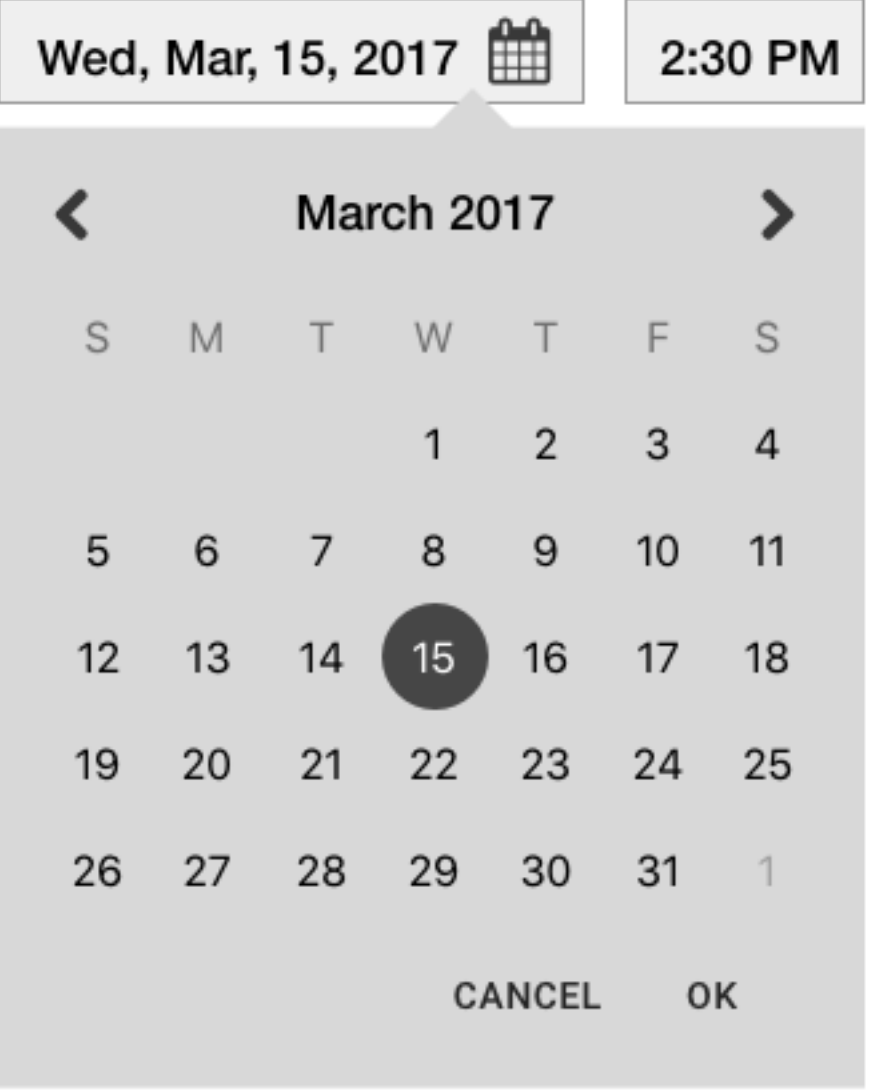 Wed, Mar, 15, 2017 2:30 PM
March 2017
S M T W T F S
1 2 3 4
5 6 7 8 9 10 11
12 13 14 15 16 17 18
19 20 21 22 23 24 25
26 27 28 29 30 31 1
CANCEL OK